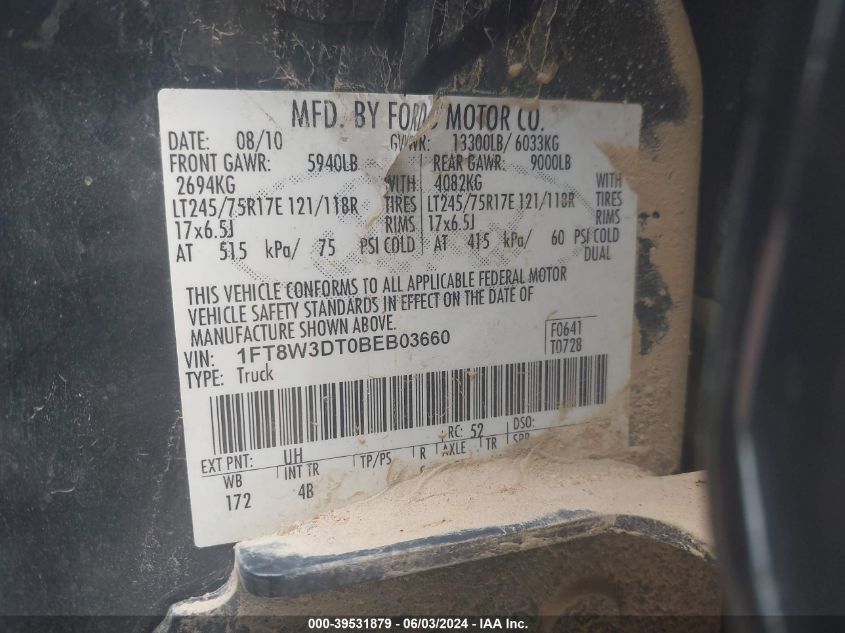 MFD. BY FORD MOTOR CO.
DATE: 08/10 GVWR: 13300LB/ 6033KG
FRONT GAWR: 5940LB REAR GAWR: 9000LB
2694KG WITH 4082KG WITH
LT245/75R17E 121/118R TIRES LT245/75R17E 121/118R TIRES
17x6.5J RIMS 17x6.5J RIMS
AT 515 kPa/ 75 PSI COLD AT 415 kPa/ 60 PSI COLD
DUAL
THIS VEHICLE CONFORMS TO ALL APPLICABLE FEDERAL MOTOR
VEHICLE SAFETY STANDARDS IN EFFECT ON THE DATE OF
MANUFACTURE SHOWN ABOVE.
VIN: 1FT8W3DT0BEB03660 F0641
TYPE: Truck T0728
EXT PNT: UH RC: 52 DSO:
WB INT TR TP/PS R AXLE TR SPR
172 4B
000-39531879 - 06/03/2024 - IAA Inc.